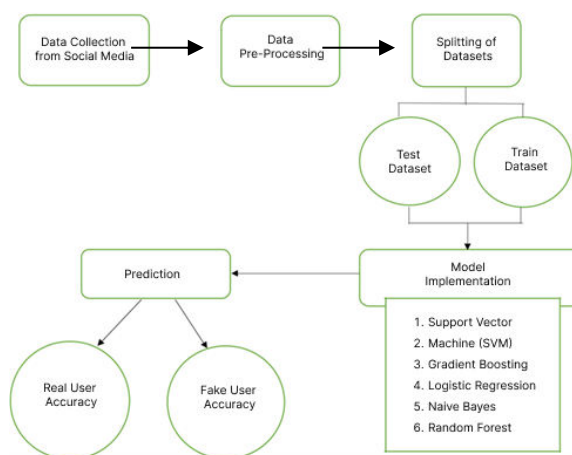 Data Collection
from Social Media
Data
Pre-Processing
Splitting of
Datasets
Test
Dataset
Train
Dataset
Prediction
Model
Implementation
1. Support Vector
2. Machine (SVM)
3. Gradient Boosting
4. Logistic Regression
5. Naive Bayes
6. Random Forest
Real User
Accuracy
Fake User
Accuracy